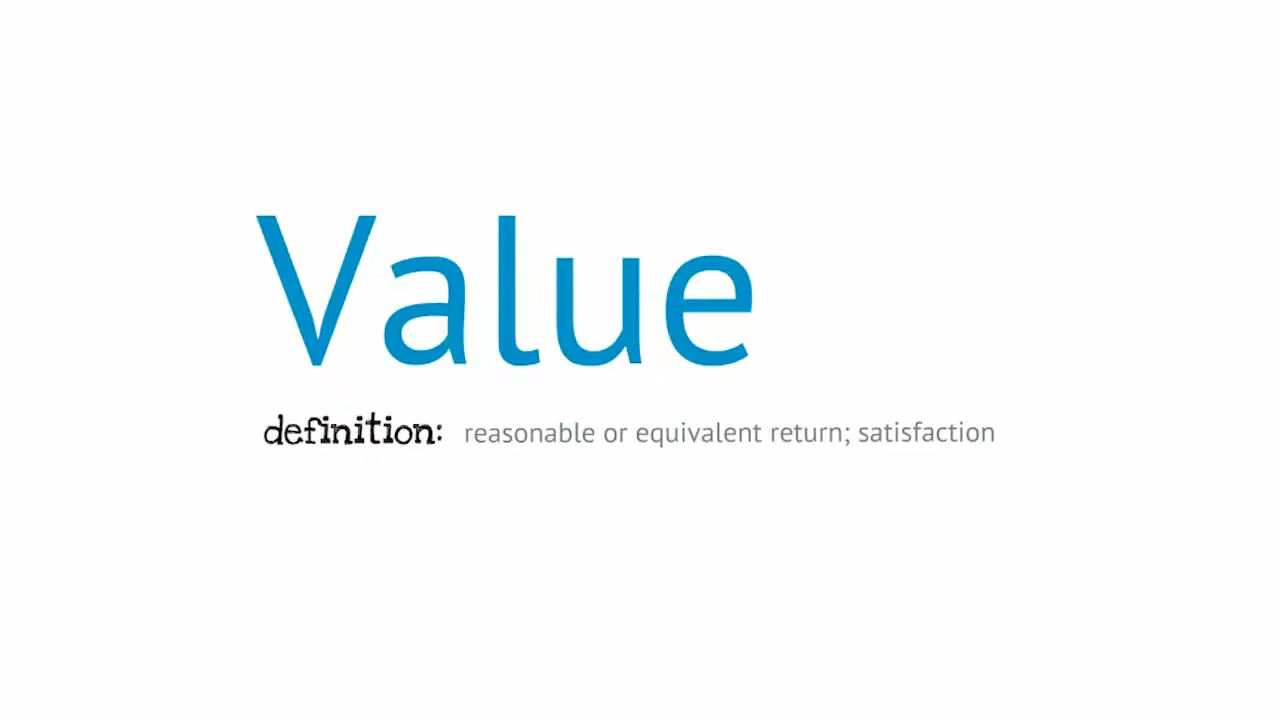 Value
definition: reasonable or equivalent return; satisfaction